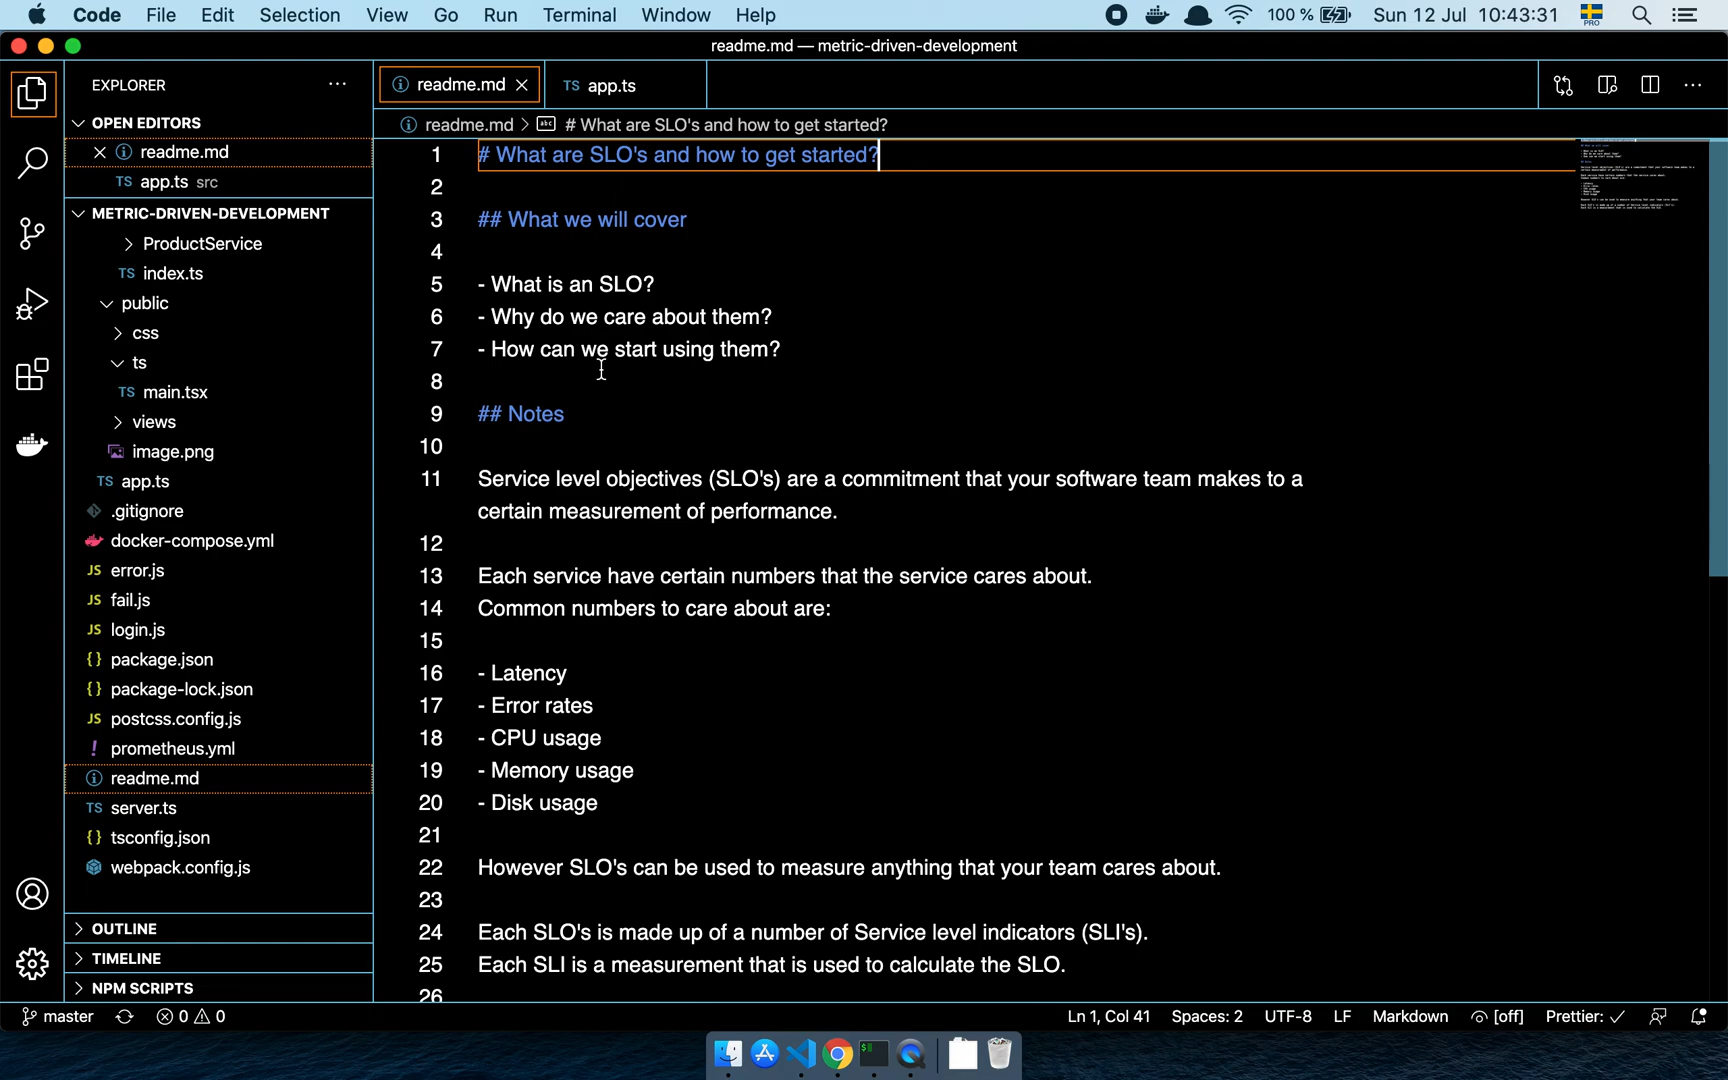 Code File Edit Selection View Go Run Terminal Window Help 100 % Sun 12 Jul 10:43:31 PRO
readme.md — metric-driven-development
EXPLORER
OPEN EDITORS
readme.md
TS app.ts src
METRIC-DRIVEN-DEVELOPMENT
ProductService
TS index.ts
public
css
ts
TS main.tsx
views
image.png
TS app.ts
.gitignore
docker-compose.yml
JS error.js
JS fail.js
JS login.js
{} package.json
{} package-lock.json
JS postcss.config.js
! prometheus.yml
readme.md
TS server.ts
{} tsconfig.json
webpack.config.js
OUTLINE
TIMELINE
NPM SCRIPTS
readme.md TS app.ts
readme.md > abc # What are SLO's and how to get started?
1 # What are SLO's and how to get started?
2
3 ## What we will cover
4
5 - What is an SLO?
6 - Why do we care about them?
7 - How can we start using them?
8
9 ## Notes
10
11 Service level objectives (SLO's) are a commitment that your software team makes to a
certain measurement of performance.
12
13 Each service have certain numbers that the service cares about.
14 Common numbers to care about are:
15
16 - Latency
17 - Error rates
18 - CPU usage
19 - Memory usage
20 - Disk usage
21
22 However SLO's can be used to measure anything that your team cares about.
23
24 Each SLO's is made up of a number of Service level indicators (SLI's).
25 Each SLI is a measurement that is used to calculate the SLO.
26
master 0 0 Ln 1, Col 41 Spaces: 2 UTF-8 LF Markdown [off] Prettier: ✓